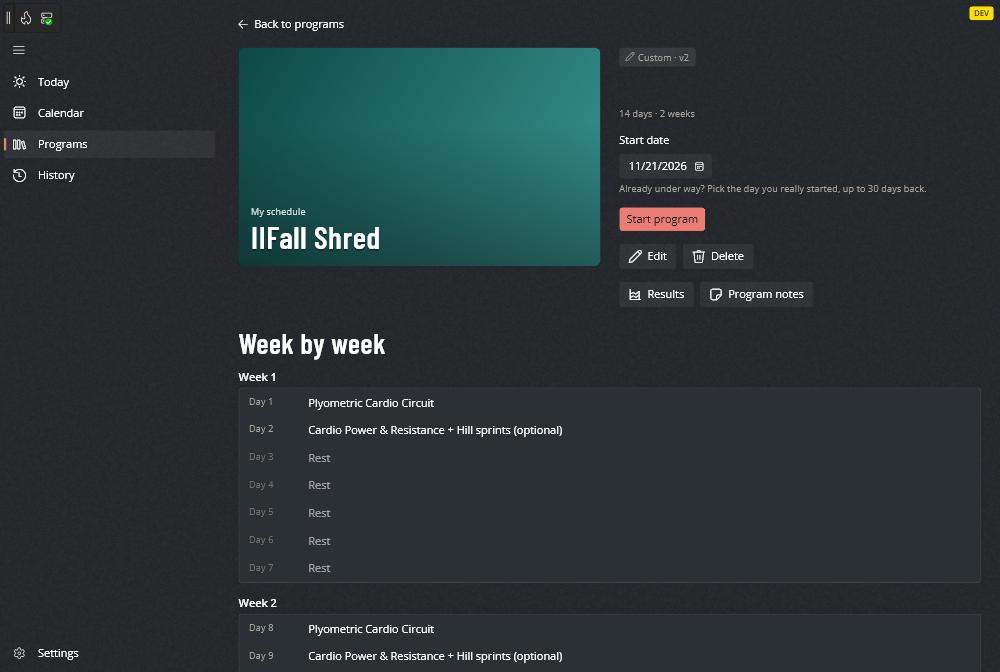 DEV
Back to programs
Today
Calendar
Programs
History
Settings
My schedule
IIFall Shred
Custom · v2
14 days · 2 weeks
Start date
11/21/2026
Already under way? Pick the day you really started, up to 30 days back.
Start program
Edit
Delete
Results
Program notes
Week by week
Week 1
Day 1 Plyometric Cardio Circuit
Day 2 Cardio Power & Resistance + Hill sprints (optional)
Day 3 Rest
Day 4 Rest
Day 5 Rest
Day 6 Rest
Day 7 Rest
Week 2
Day 8 Plyometric Cardio Circuit
Day 9 Cardio Power & Resistance + Hill sprints (optional)